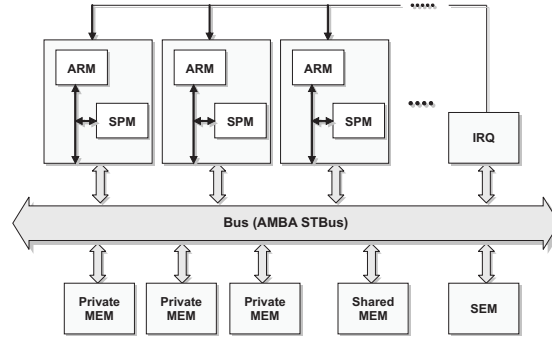 ARM
ARM
ARM
SPM
SPM
SPM
IRQ
Bus (AMBA STBus)
Private
MEM
Private
MEM
Private
MEM
Shared
MEM
SEM